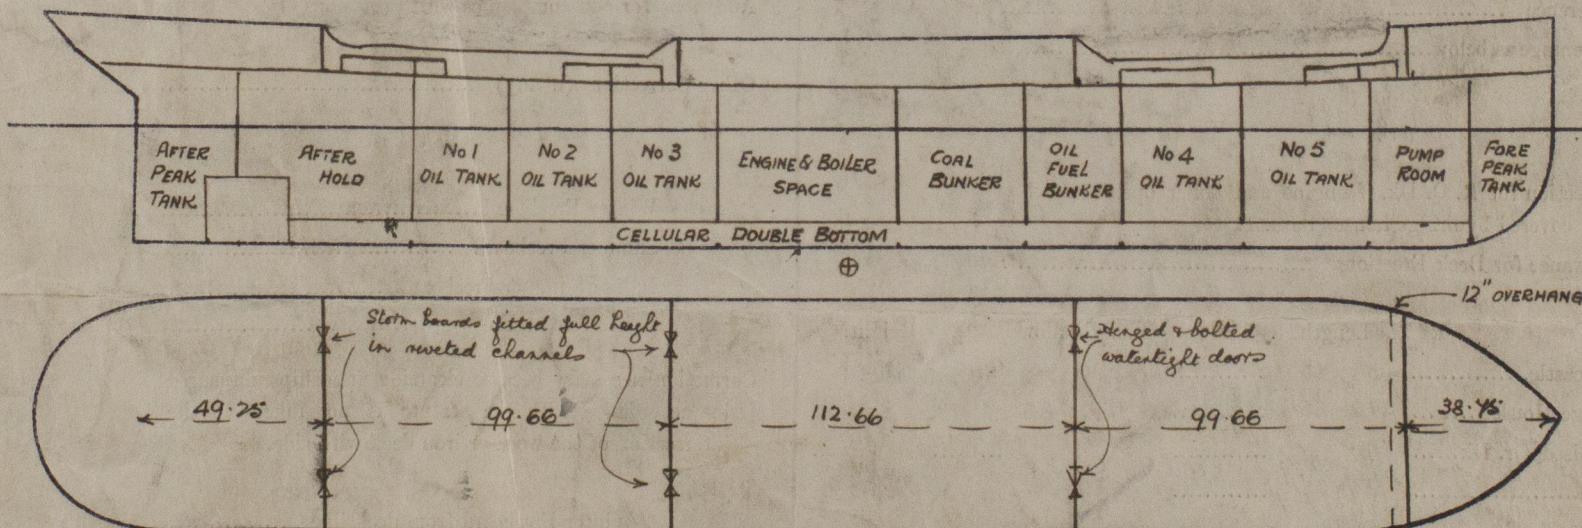 AFTER
PEAK
TANK
AFTER
HOLD
No 1
OIL TANK
No 2
OIL TANK
No 3
OIL TANK
ENGINE & BOILER
SPACE
COAL
BUNKER
OIL
FUEL
BUNKER
No 4
OIL TANK
No 5
OIL TANK
PUMP
ROOM
FORE
PEAK
TANK
CELLULAR DOUBLE BOTTOM
12" OVERHANG
Storm boards fitted full height
in riveted channels
Hinged & bolted
watertight doors
49.25
99.66
112.66
99.66
38.45